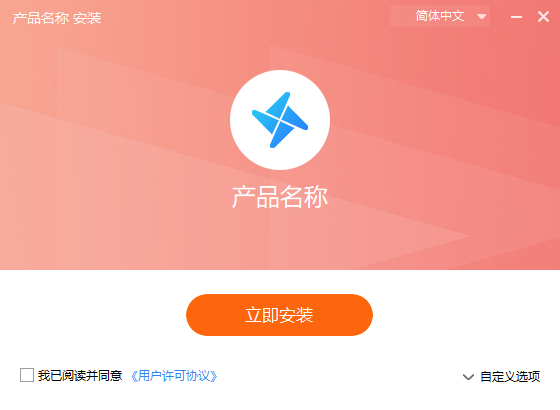 产品名称 安装
简体中文
产品名称
立即安装
我已阅读并同意 《用户许可协议》
自定义选项